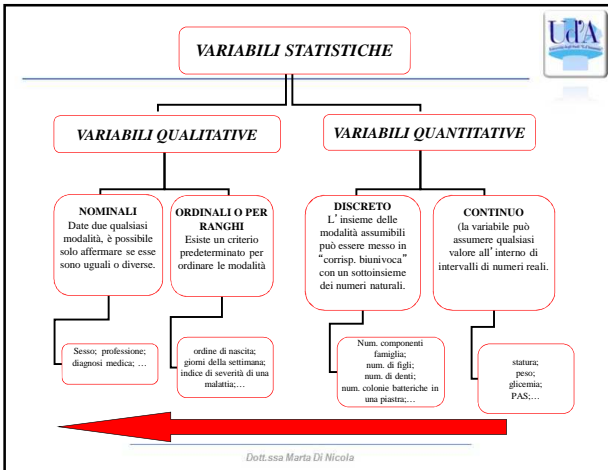 VARIABILI STATISTICHE
Ud'A
VARIABILI QUALITATIVE
VARIABILI QUANTITATIVE
NOMINALI
Date due qualsiasi
modalità, è possibile
solo affermare se esse
sono uguali o diverse.
ORDINALI O PER
RANGHI
Esiste un criterio
predeterminato per
ordinare le modalità
DISCRETO
L'insieme delle
modalità assumibili
può essere messo in
"corrisp. biunivoca"
con un sottoinsieme
dei numeri naturali.
CONTINUO
(la variabile può
assumere qualsiasi
valore all'interno di
intervalli di numeri reali.
Sesso; professione;
diagnosi medica; …
ordine di nascita;
giorni della settimana;
indice di severità di una
malattia;…
Num. componenti
famiglia;
num. di figli;
num. di denti;
num. colonie batteriche in
una piastra;…
statura;
peso;
glicemia;
PAS;…
Dott.ssa Marta Di Nicola